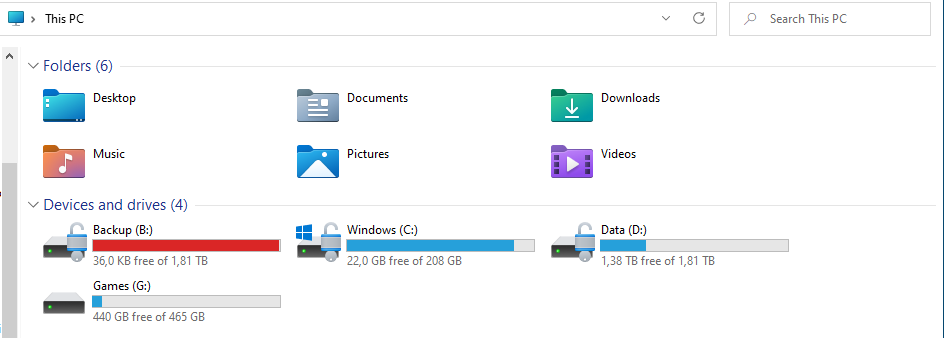 This PC
Search This PC
Folders (6)
Desktop
Documents
Downloads
Music
Pictures
Videos
Devices and drives (4)
Backup (B:)
36,0 KB free of 1,81 TB
Windows (C:)
22,0 GB free of 208 GB
Data (D:)
1,38 TB free of 1,81 TB
Games (G:)
440 GB free of 465 GB